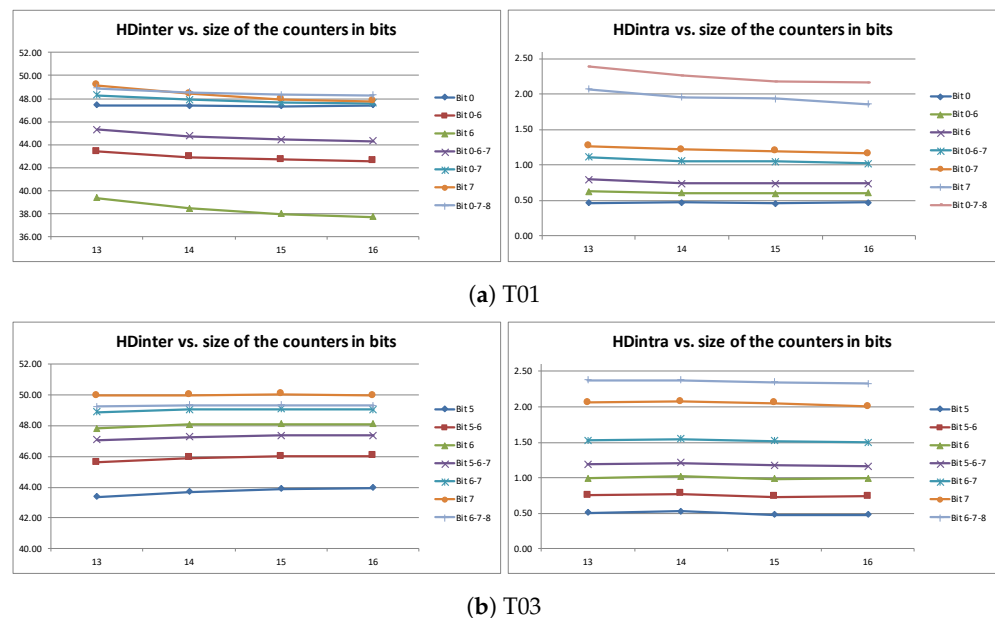 HDinter vs. size of the counters in bits
52.00
50.00
48.00
46.00
44.00
42.00
40.00
38.00
36.00
13 14 15 16
Bit 0
Bit 0-6
Bit 6
Bit 0-6-7
Bit 0-7
Bit 7
Bit 0-7-8
HDintra vs. size of the counters in bits
2.50
2.00
1.50
1.00
0.50
0.00
13 14 15 16
Bit 0
Bit 0-6
Bit 6
Bit 0-6-7
Bit 0-7
Bit 7
Bit 0-7-8
(a) T01
HDinter vs. size of the counters in bits
52.00
50.00
48.00
46.00
44.00
42.00
40.00
13 14 15 16
Bit 5
Bit 5-6
Bit 6
Bit 5-6-7
Bit 6-7
Bit 7
Bit 6-7-8
HDintra vs. size of the counters in bits
2.50
2.00
1.50
1.00
0.50
0.00
13 14 15 16
Bit 5
Bit 5-6
Bit 6
Bit 5-6-7
Bit 6-7
Bit 7
Bit 6-7-8
(b) T03